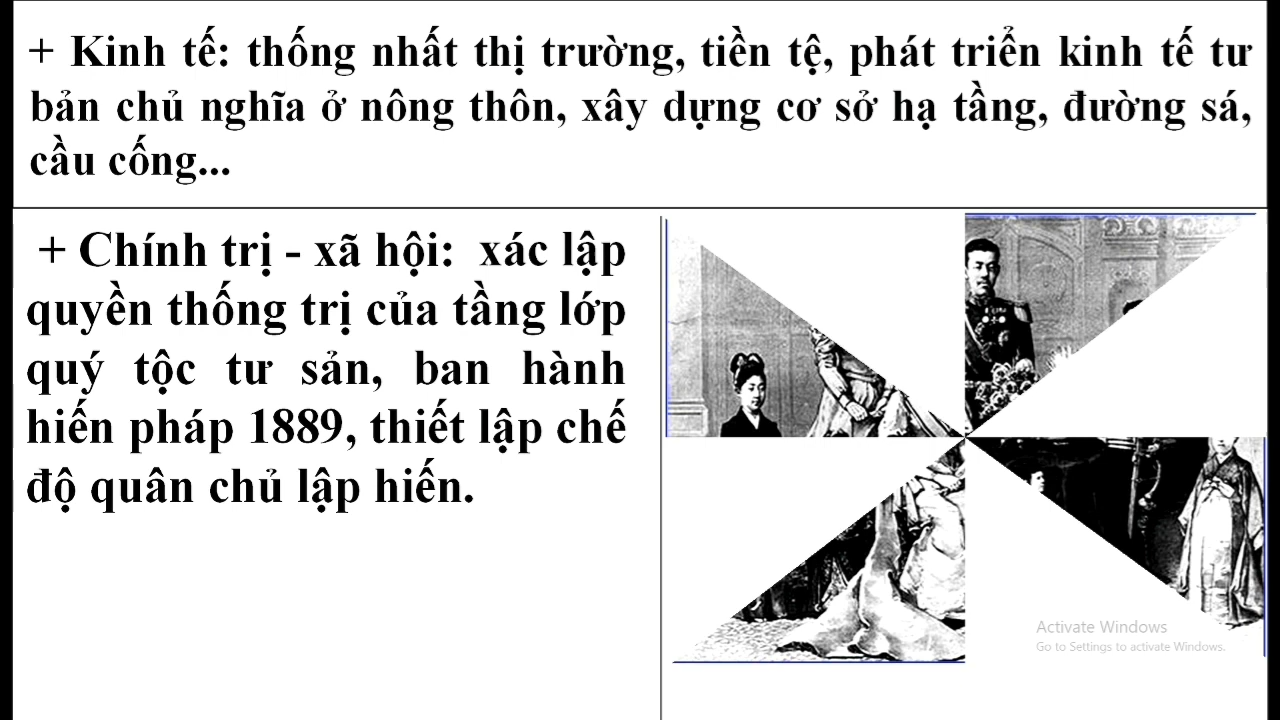 + Kinh tế: thống nhất thị trường, tiền tệ, phát triển kinh tế tư
bản chủ nghĩa ở nông thôn, xây dựng cơ sở hạ tầng, đường sá,
cầu cống...
+ Chính trị - xã hội: xác lập
quyền thống trị của tầng lớp
quý tộc tư sản, ban hành
hiến pháp 1889, thiết lập chế
độ quân chủ lập hiến.
Activate Windows
Go to Settings to activate Windows.